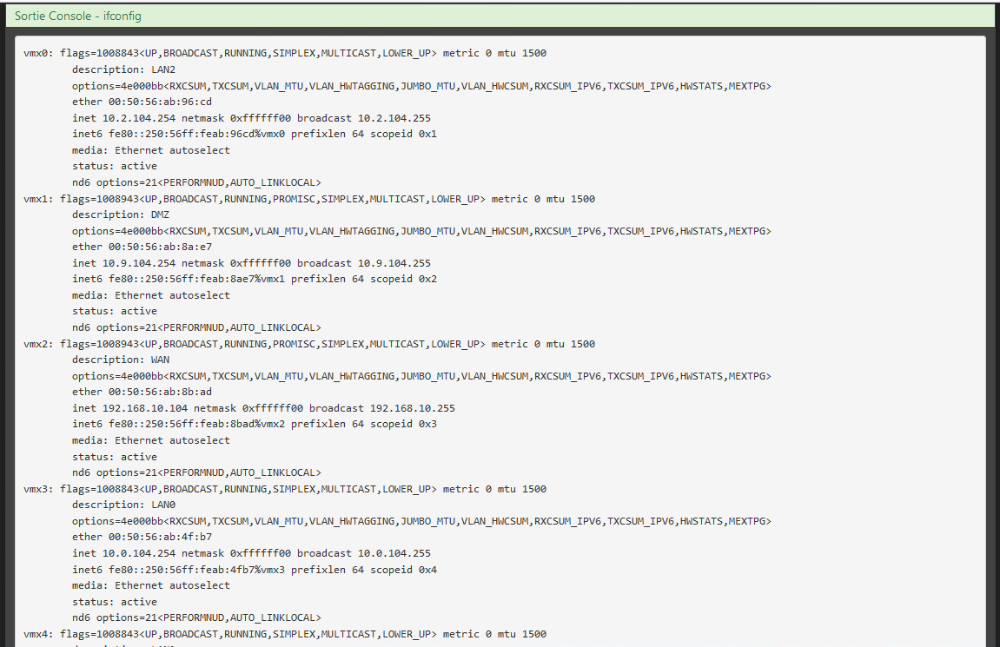 Sortie Console - ifconfig
vmx0: flags=1008843<UP,BROADCAST,RUNNING,SIMPLEX,MULTICAST,LOWER_UP> metric 0 mtu 1500
description: LAN2
options=4e000bb<RXCSUM,TXCSUM,VLAN_MTU,VLAN_HWTAGGING,JUMBO_MTU,VLAN_HWCSUM,RXCSUM_IPV6,TXCSUM_IPV6,HWSTATS,MEXTPG>
ether 00:50:56:ab:96:cd
inet 10.2.104.254 netmask 0xffffff00 broadcast 10.2.104.255
inet6 fe80::250:56ff:feab:96cd%vmx0 prefixlen 64 scopeid 0x1
media: Ethernet autoselect
status: active
nd6 options=21<PERFORMNUD,AUTO_LINKLOCAL>
vmx1: flags=1008943<UP,BROADCAST,RUNNING,PROMISC,SIMPLEX,MULTICAST,LOWER_UP> metric 0 mtu 1500
description: DMZ
options=4e000bb<RXCSUM,TXCSUM,VLAN_MTU,VLAN_HWTAGGING,JUMBO_MTU,VLAN_HWCSUM,RXCSUM_IPV6,TXCSUM_IPV6,HWSTATS,MEXTPG>
ether 00:50:56:ab:8a:e7
inet 10.9.104.254 netmask 0xffffff00 broadcast 10.9.104.255
inet6 fe80::250:56ff:feab:8ae7%vmx1 prefixlen 64 scopeid 0x2
media: Ethernet autoselect
status: active
nd6 options=21<PERFORMNUD,AUTO_LINKLOCAL>
vmx2: flags=1008943<UP,BROADCAST,RUNNING,PROMISC,SIMPLEX,MULTICAST,LOWER_UP> metric 0 mtu 1500
description: WAN
options=4e000bb<RXCSUM,TXCSUM,VLAN_MTU,VLAN_HWTAGGING,JUMBO_MTU,VLAN_HWCSUM,RXCSUM_IPV6,TXCSUM_IPV6,HWSTATS,MEXTPG>
ether 00:50:56:ab:8b:ad
inet 192.168.10.104 netmask 0xffffff00 broadcast 192.168.10.255
inet6 fe80::250:56ff:feab:8bad%vmx2 prefixlen 64 scopeid 0x3
media: Ethernet autoselect
status: active
nd6 options=21<PERFORMNUD,AUTO_LINKLOCAL>
vmx3: flags=1008843<UP,BROADCAST,RUNNING,SIMPLEX,MULTICAST,LOWER_UP> metric 0 mtu 1500
description: LAN0
options=4e000bb<RXCSUM,TXCSUM,VLAN_MTU,VLAN_HWTAGGING,JUMBO_MTU,VLAN_HWCSUM,RXCSUM_IPV6,TXCSUM_IPV6,HWSTATS,MEXTPG>
ether 00:50:56:ab:4f:b7
inet 10.0.104.254 netmask 0xffffff00 broadcast 10.0.104.255
inet6 fe80::250:56ff:feab:4fb7%vmx3 prefixlen 64 scopeid 0x4
media: Ethernet autoselect
status: active
nd6 options=21<PERFORMNUD,AUTO_LINKLOCAL>
vmx4: flags=1008843<UP,BROADCAST,RUNNING,SIMPLEX,MULTICAST,LOWER_UP> metric 0 mtu 1500